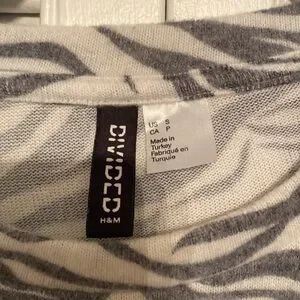 DIVIDED
H&M
US S
CA P
Made in
Turkey
Fabriqué en
Turquie